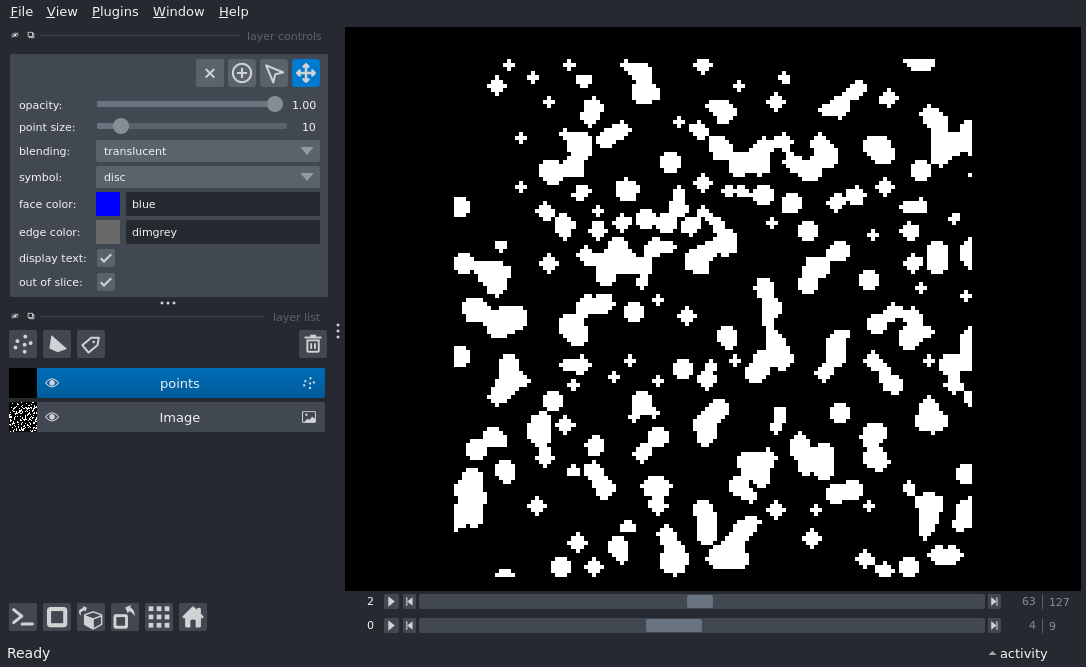 File View Plugins Window Help
layer controls
opacity: 1.00
point size: 10
blending: translucent
symbol: disc
face color: blue
edge color: dimgrey
display text:
out of slice:
layer list
points
Image
2 63 127
0 4 9
Ready activity